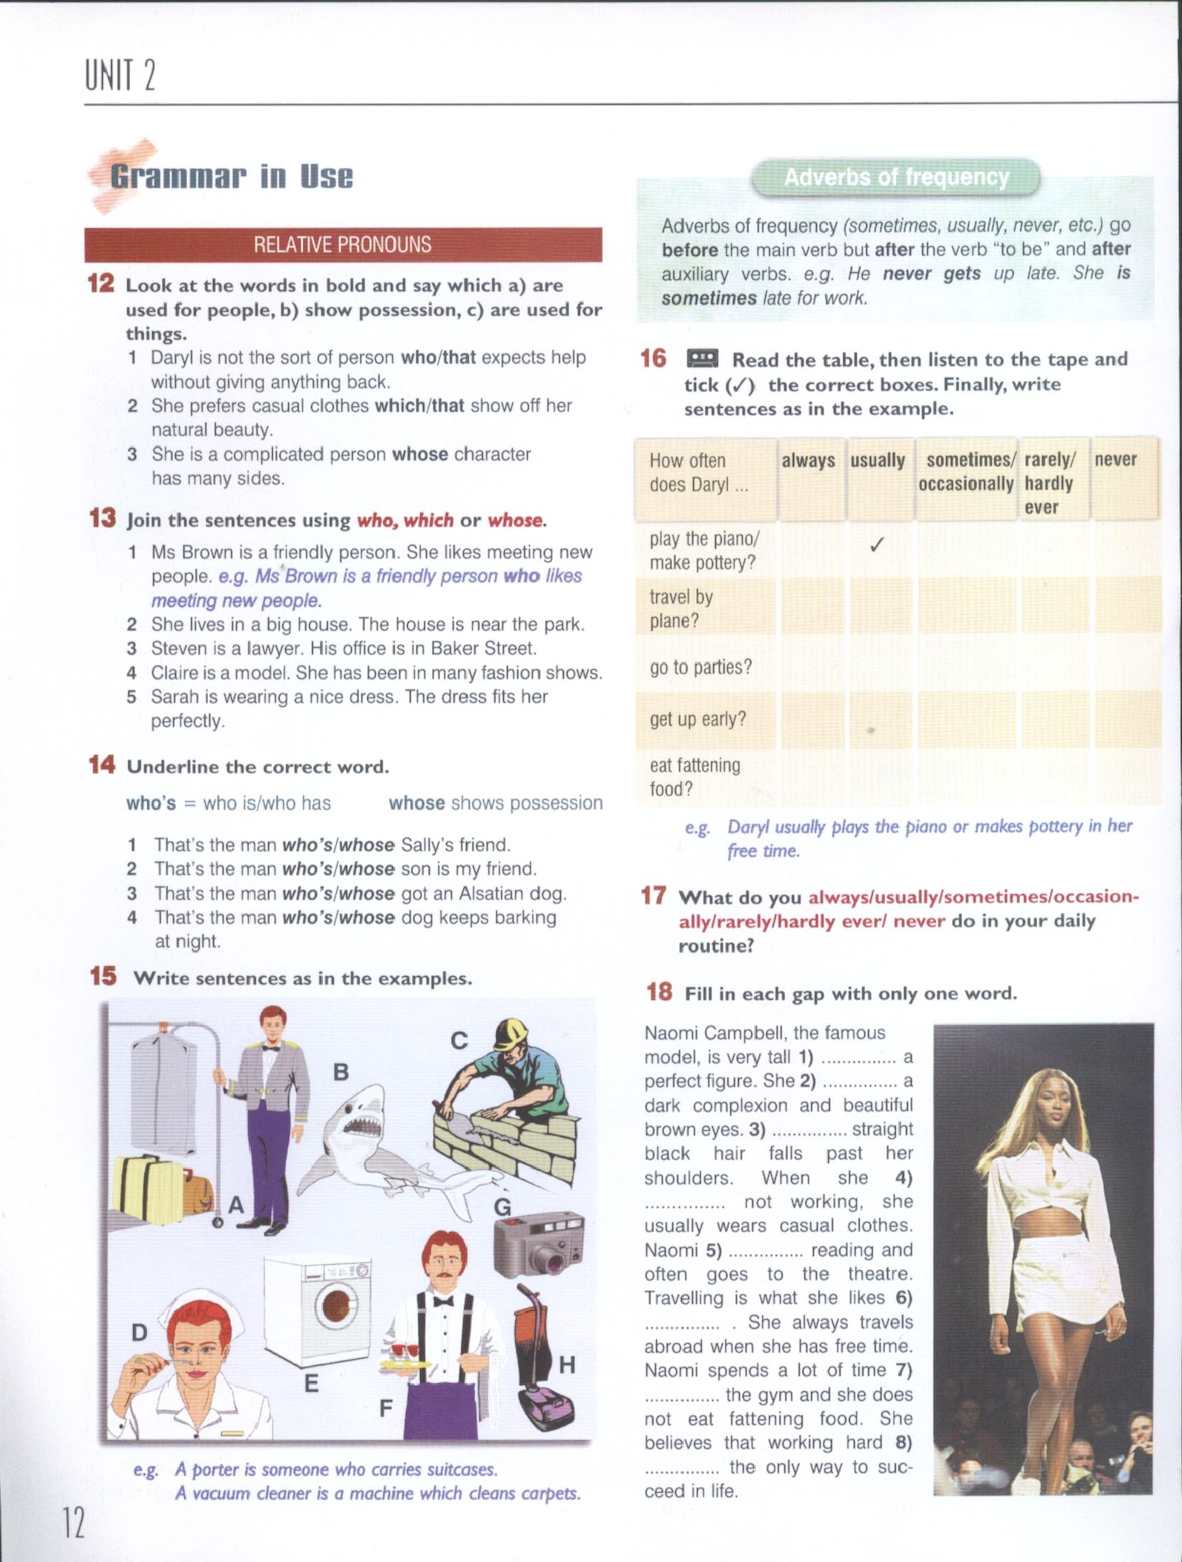 UNIT 2
Grammar in Use
RELATIVE PRONOUNS
12 Look at the words in bold and say which a) are
used for people, b) show possession, c) are used for
things.
1 Daryl is not the sort of person who/that expects help
without giving anything back.
2 She prefers casual clothes which/that show off her
natural beauty.
3 She is a complicated person whose character
has many sides.
13 Join the sentences using who, which or whose.
1 Ms Brown is a friendly person. She likes meeting new
people. e.g. Ms Brown is a friendly person who likes
meeting new people.
2 She lives in a big house. The house is near the park.
3 Steven is a lawyer. His office is in Baker Street.
4 Claire is a model. She has been in many fashion shows.
5 Sarah is wearing a nice dress. The dress fits her
perfectly.
14 Underline the correct word.
who's = who is/who has whose shows possession
1 That's the man who's/whose Sally's friend.
2 That's the man who's/whose son is my friend.
3 That's the man who's/whose got an Alsatian dog.
4 That's the man who's/whose dog keeps barking
at night.
15 Write sentences as in the examples.
A
B
C
D
E
F
G
H
e.g. A porter is someone who carries suitcases.
A vacuum cleaner is a machine which cleans carpets.
12
Adverbs of frequency
Adverbs of frequency (sometimes, usually, never, etc.) go
before the main verb but after the verb "to be" and after
auxiliary verbs. e.g. He never gets up late. She is
sometimes late for work.
16 Read the table, then listen to the tape and
tick (✓) the correct boxes. Finally, write
sentences as in the example.
How often always usually sometimes/ rarely/ never
does Daryl ... occasionally hardly
ever
play the piano/ ✓
make pottery?
travel by
plane?
go to parties?
get up early?
eat fattening
food?
e.g. Daryl usually plays the piano or makes pottery in her
free time.
17 What do you always/usually/sometimes/occasion-
ally/rarely/hardly ever/ never do in your daily
routine?
18 Fill in each gap with only one word.
Naomi Campbell, the famous
model, is very tall 1) .............. a
perfect figure. She 2) .............. a
dark complexion and beautiful
brown eyes. 3) .............. straight
black hair falls past her
shoulders. When she 4)
.............. not working, she
usually wears casual clothes.
Naomi 5) .............. reading and
often goes to the theatre.
Travelling is what she likes 6)
.............. . She always travels
abroad when she has free time.
Naomi spends a lot of time 7)
.............. the gym and she does
not eat fattening food. She
believes that working hard 8)
.............. the only way to suc-
ceed in life.